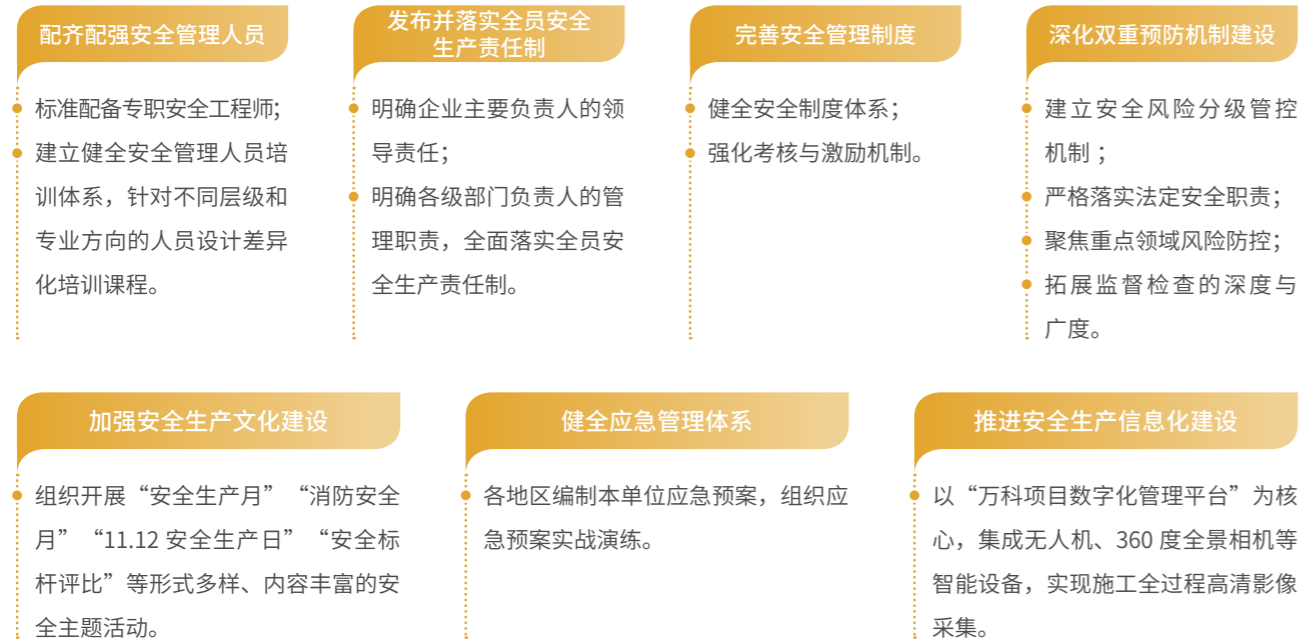 配齐配强安全管理人员
标准配备专职安全工程师；
建立健全安全管理人员培
训体系，针对不同层级和
专业方向的人员设计差异
化培训课程。
发布并落实全员安全
生产责任制
明确企业主要负责人的领
导责任；
明确各级部门负责人的管
理职责，全面落实全员安
全生产责任制。
完善安全管理制度
健全安全制度体系；
强化考核与激励机制。
深化双重预防机制建设
建立安全风险分级管控
机制 ；
严格落实法定安全职责；
聚焦重点领域风险防控；
拓展监督检查的深度与
广度。
加强安全生产文化建设
组织开展“安全生产月”“消防安全
月”“11.12 安全生产日”“安全标
杆评比”等形式多样、内容丰富的安
全主题活动。
健全应急管理体系
各地区编制本单位应急预案，组织应
急预案实战演练。
推进安全生产信息化建设
以“万科项目数字化管理平台”为核
心，集成无人机、360 度全景相机等
智能设备，实现施工全过程高清影像
采集。